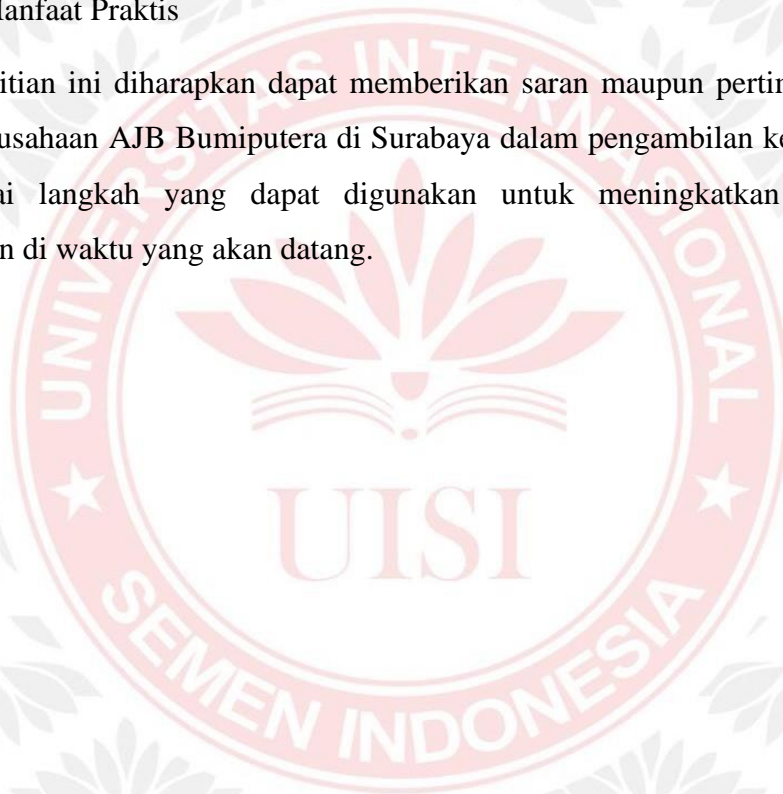 lanfaat Praktis
itian ini diharapkan dapat memberikan saran maupun pertin
usahaan AJB Bumiputera di Surabaya dalam pengambilan ke
ai langkah yang dapat digunakan untuk meningkatkan
n di waktu yang akan datang.
UNIVERSITAS INTERNASIONAL
UISI
SEMEN INDONESIA